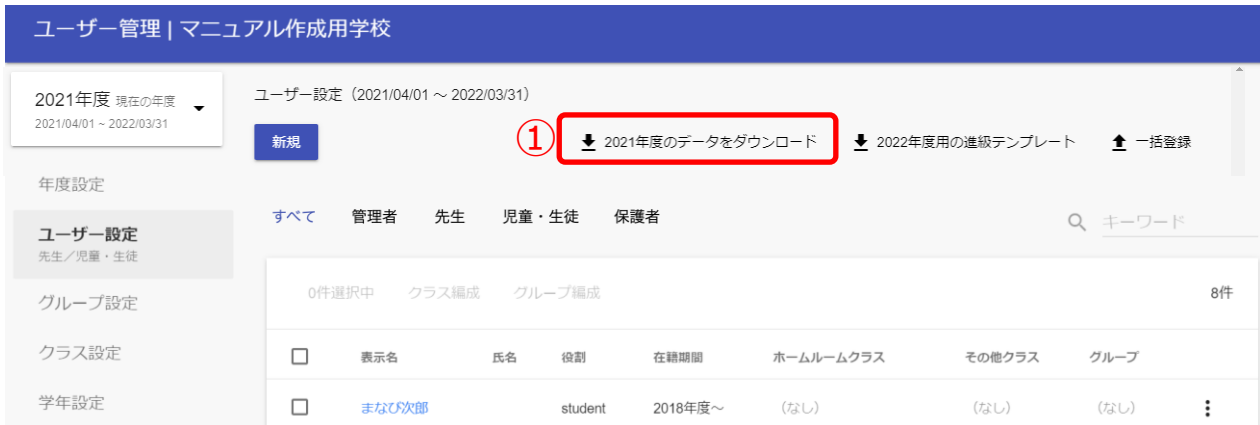 ユーザー管理 | マニュアル作成用学校
2021年度 現在の年度
2021/04/01 ~ 2022/03/31
ユーザー設定（2021/04/01 ～ 2022/03/31）
新規
① 2021年度のデータをダウンロード 2022年度用の進級テンプレート 一括登録
年度設定
ユーザー設定
先生／児童・生徒
グループ設定
クラス設定
学年設定
すべて 管理者 先生 児童・生徒 保護者 キーワード
0件選択中 クラス編成 グループ編成 8件
表示名 氏名 役割 在籍期間 ホームルームクラス その他クラス グループ
まなび次郎 student 2018年度～ （なし） （なし） （なし）